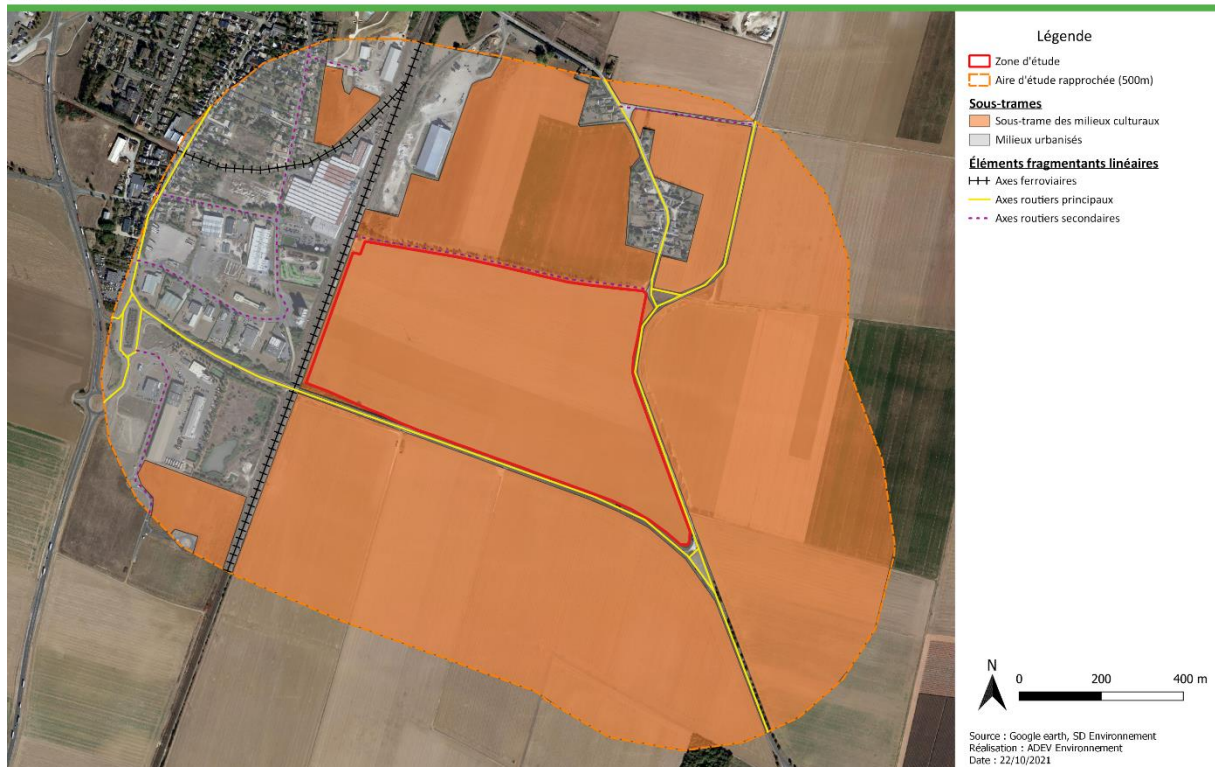 Légende
Zone d'étude
Aire d'étude rapprochée (500m)
Sous-trames
Sous-trame des milieux culturaux
Milieux urbanisés
Éléments fragmentants linéaires
Axes ferroviaires
Axes routiers principaux
Axes routiers secondaires
N
0 200 400 m
Source : Google earth, SD Environnement
Réalisation : ADEV Environnement
Date : 22/10/2021